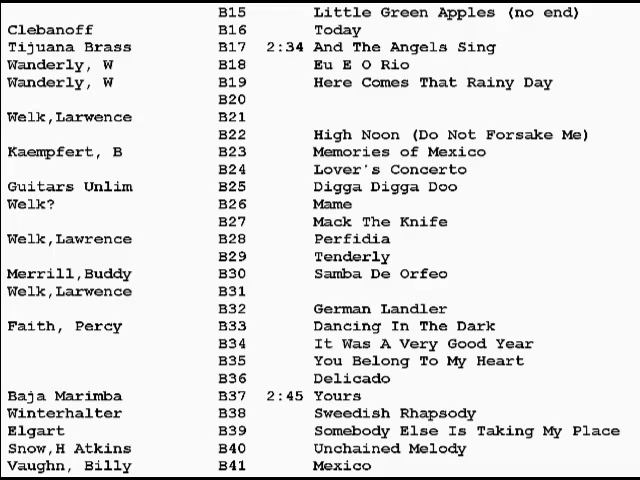 B15 Little Green Apples (no end)
Clebanoff B16 Today
Tijuana Brass B17 2:34 And The Angels Sing
Wanderly, W B18 Eu E O Rio
Wanderly, W B19 Here Comes That Rainy Day
B20
Welk,Larwence B21
B22 High Noon (Do Not Forsake Me)
Kaempfert, B B23 Memories of Mexico
B24 Lover's Concerto
Guitars Unlim B25 Digga Digga Doo
Welk? B26 Mame
B27 Mack The Knife
Welk,Lawrence B28 Perfidia
B29 Tenderly
Merrill,Buddy B30 Samba De Orfeo
Welk,Larwence B31
B32 German Landler
Faith, Percy B33 Dancing In The Dark
B34 It Was A Very Good Year
B35 You Belong To My Heart
B36 Delicado
Baja Marimba B37 2:45 Yours
Winterhalter B38 Sweedish Rhapsody
Elgart B39 Somebody Else Is Taking My Place
Snow,H Atkins B40 Unchained Melody
Vaughn, Billy B41 Mexico